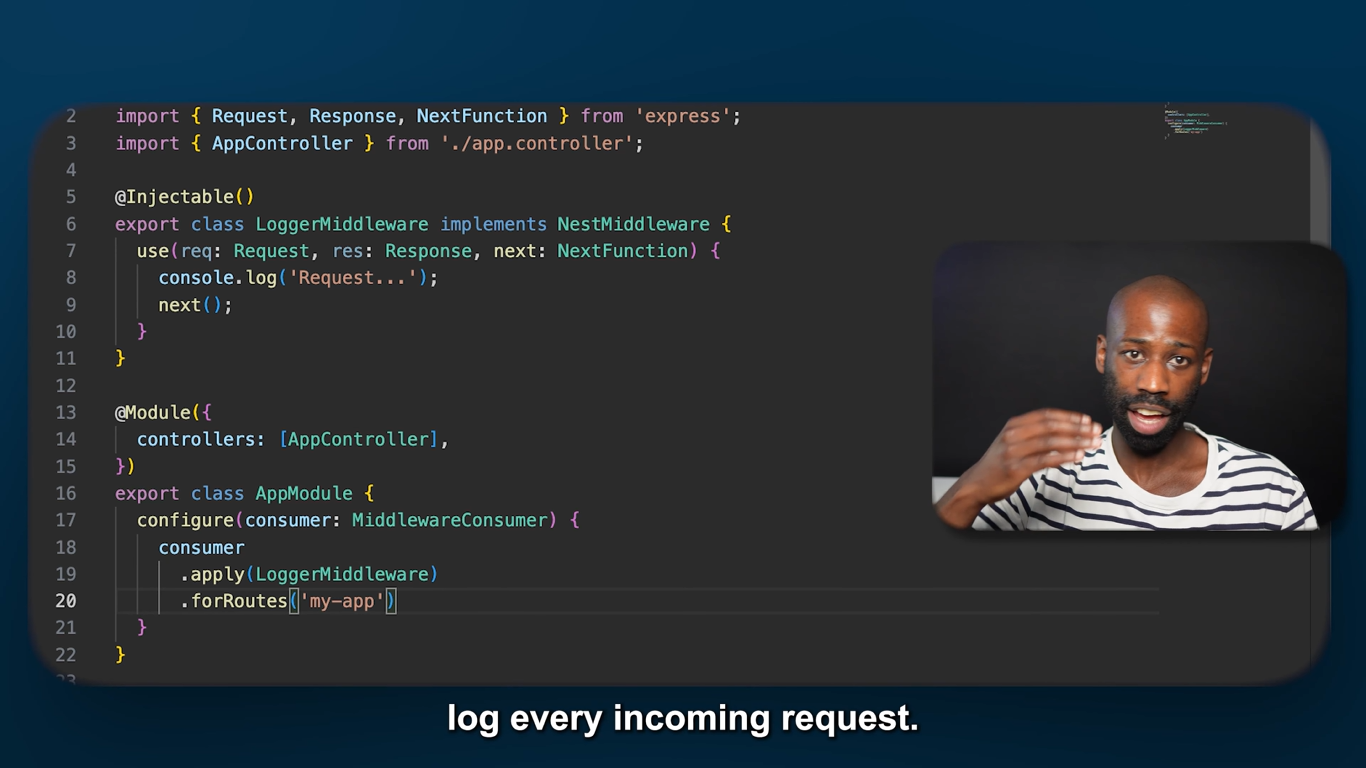 2 import { Request, Response, NextFunction } from 'express';
3 import { AppController } from './app.controller';
4
5 @Injectable()
6 export class LoggerMiddleware implements NestMiddleware {
7 use(req: Request, res: Response, next: NextFunction) {
8 console.log('Request...');
9 next();
10 }
11 }
12
13 @Module({
14 controllers: [AppController],
15 })
16 export class AppModule {
17 configure(consumer: MiddlewareConsumer) {
18 consumer
19 .apply(LoggerMiddleware)
20 .forRoutes('my-app')
21 }
22 }
23
log every incoming request.